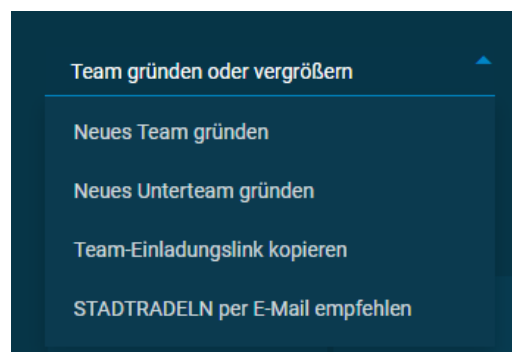 Team gründen oder vergrößern
Neues Team gründen
Neues Unterteam gründen
Team-Einladungslink kopieren
STADTRADELN per E-Mail empfehlen